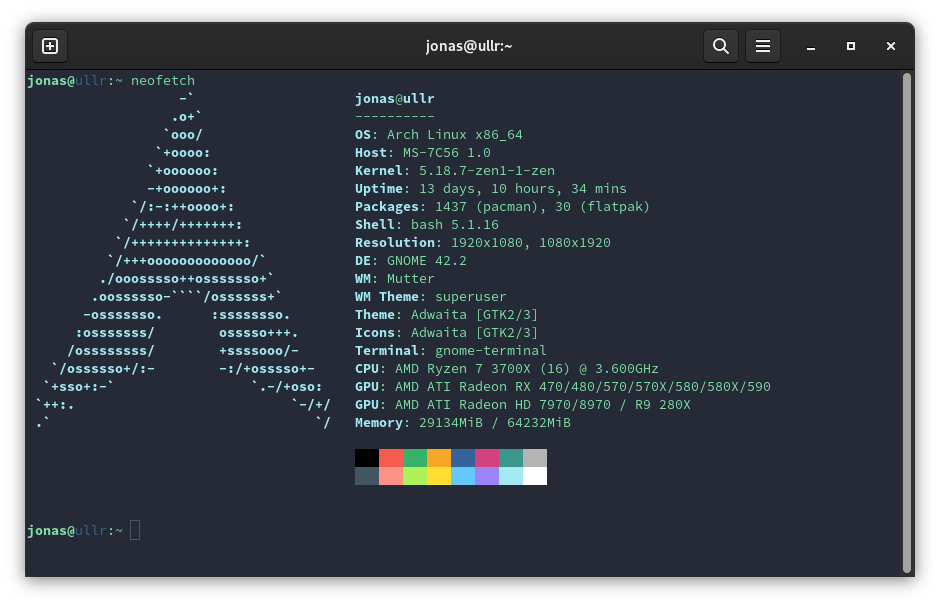 jonas@ullr:~
jonas@ullr:~ neofetch
                   -`                    jonas@ullr
                  .o+`                   ----------
                 `ooo/                   OS: Arch Linux x86_64
                `+oooo:                  Host: MS-7C56 1.0
               `+oooooo:                 Kernel: 5.18.7-zen1-1-zen
               -+oooooo+:                Uptime: 13 days, 10 hours, 34 mins
             `/:-:++oooo+:               Packages: 1437 (pacman), 30 (flatpak)
            `/++++/+++++++:              Shell: bash 5.1.16
           `/++++++++++++++:             Resolution: 1920x1080, 1080x1920
          `/+++ooooooooooooo/`           DE: GNOME 42.2
         ./ooosssso++osssssso+`          WM: Mutter
        .oossssso-````/ossssss+`         WM Theme: superuser
       -osssssso.      :ssssssso.        Theme: Adwaita [GTK2/3]
      :osssssss/        osssso+++.       Icons: Adwaita [GTK2/3]
     /ossssssss/        +ssssooo/-       Terminal: gnome-terminal
   `/ossssso+/:-        -:/+osssso+-     CPU: AMD Ryzen 7 3700X (16) @ 3.600GHz
  `+sso+:-`                 `.-/+oso:    GPU: AMD ATI Radeon RX 470/480/570/570X/580/580X/590
 `++:.                           `-/+/   GPU: AMD ATI Radeon HD 7970/8970 / R9 280X
 .`                                 `/   Memory: 29134MiB / 64232MiB
jonas@ullr:~